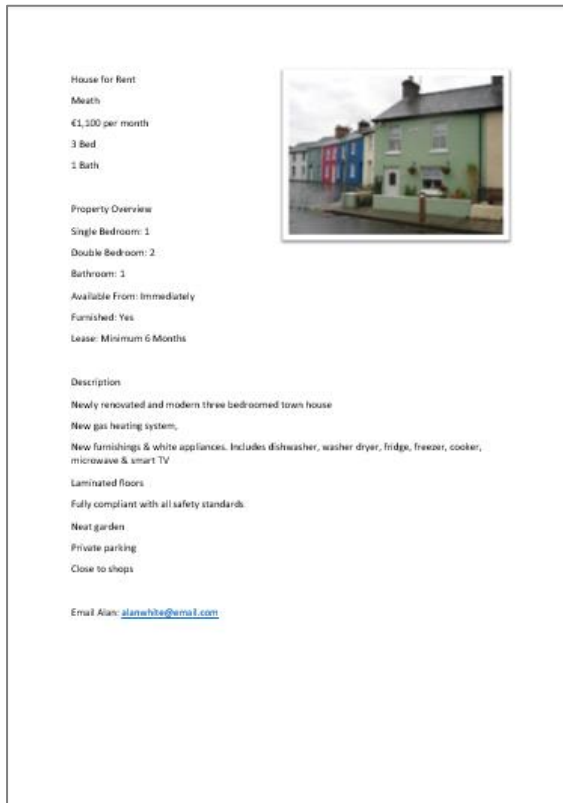 House for Rent
Meath
€1,100 per month
3 Bed
1 Bath
Property Overview
Single Bedroom: 1
Double Bedroom: 2
Bathroom: 1
Available From: Immediately
Furnished: Yes
Lease: Minimum 6 Months
Description
Newly renovated and modern three bedroomed town house
New gas heating system,
New furnishings & white appliances. Includes dishwasher, washer dryer, fridge, freezer, cooker,
microwave & smart TV
Laminated floors
Fully compliant with all safety standards
Neat garden
Private parking
Close to shops
Email Alan: alanwhite@email.com